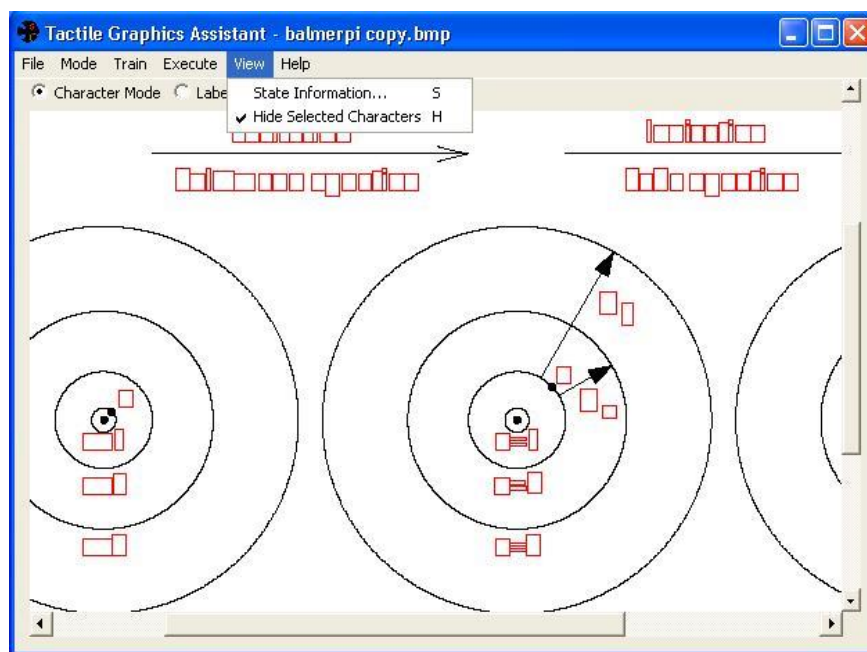 Tactile Graphics Assistant - balmerpi copy.bmp
File Mode Train Execute View Help
Character Mode Labe
State Information... S
Hide Selected Characters H